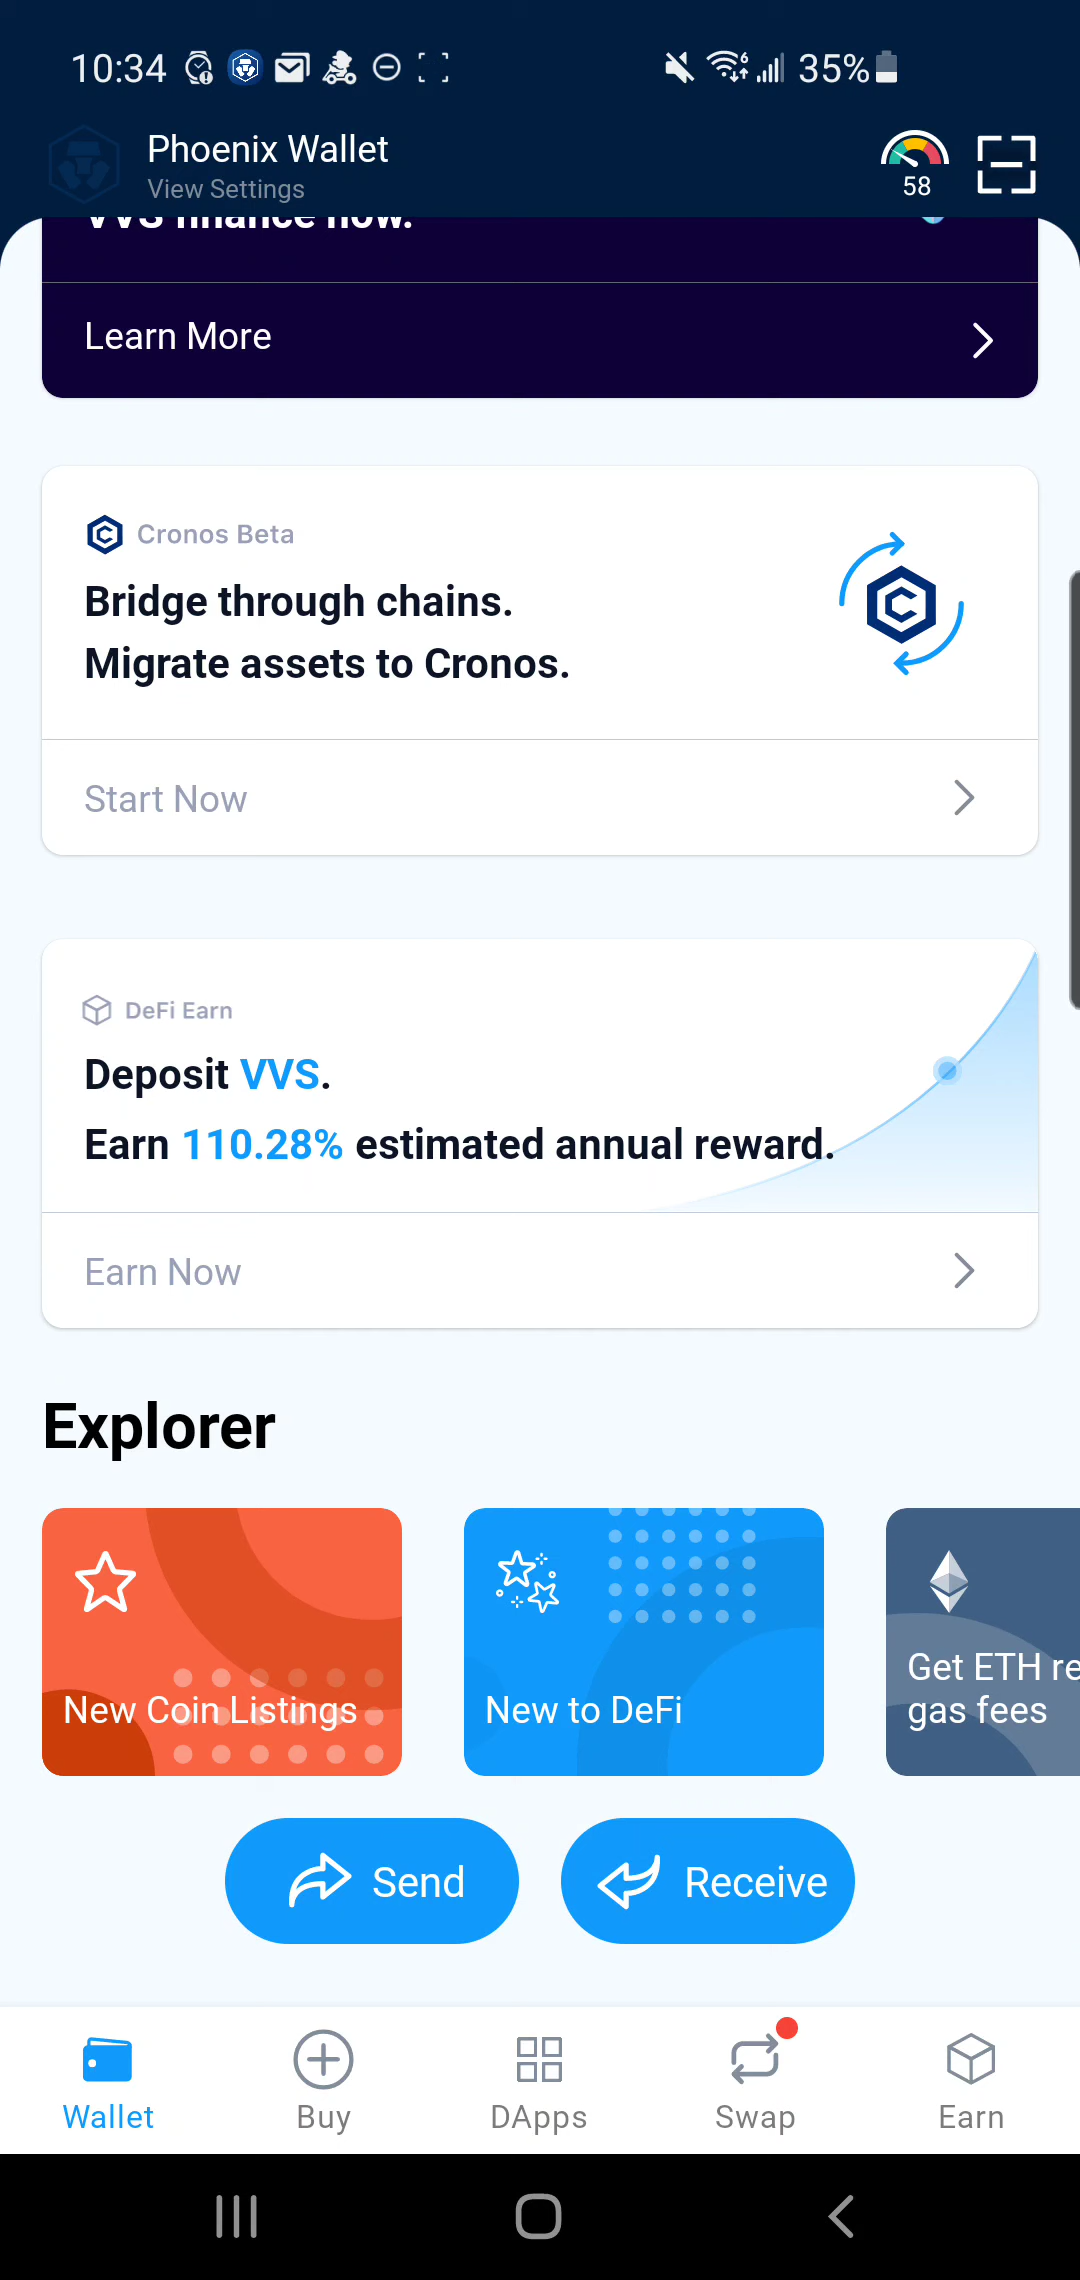 10:34
35%
Phoenix Wallet
View Settings
58
VVS finance now.
Learn More
Cronos Beta
Bridge through chains.
Migrate assets to Cronos.
Start Now
DeFi Earn
Deposit VVS.
Earn 110.28% estimated annual reward.
Earn Now
Explorer
New Coin Listings
New to DeFi
Get ETH re
gas fees
Send
Receive
Wallet
Buy
DApps
Swap
Earn